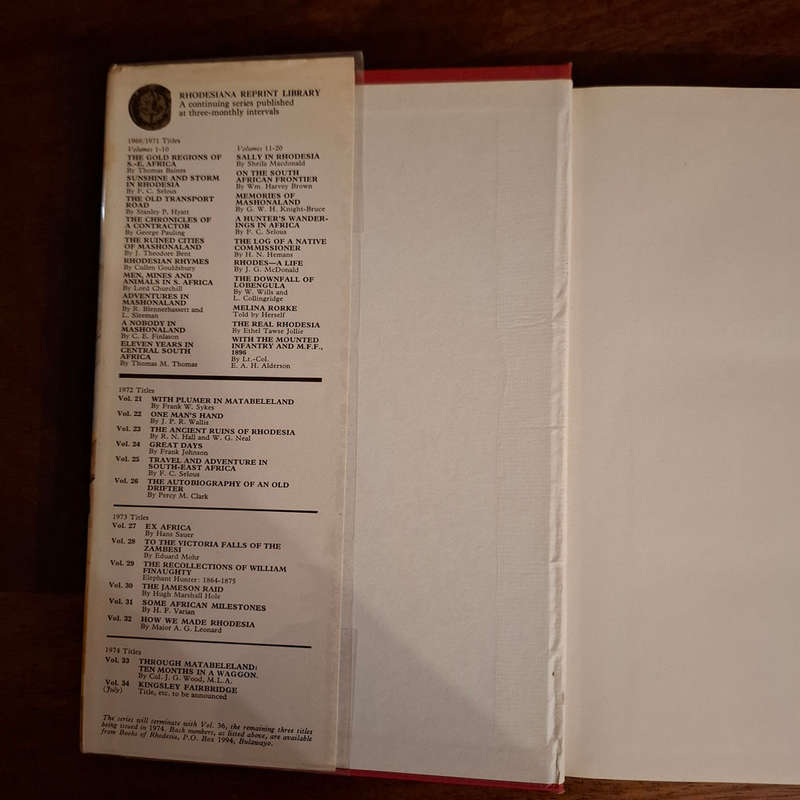 RHODESIANA REPRINT LIBRARY
A continuing series published
at three-monthly intervals
1968/1971 Titles
Volumes 1-10
THE GOLD REGIONS OF
S.-E. AFRICA
By Thomas Baines
SUNSHINE AND STORM
IN RHODESIA
By F. C. Selous
THE OLD TRANSPORT
ROAD
By Stanley P. Hyatt
THE CHRONICLES OF
A CONTRACTOR
By George Pauling
THE RUINED CITIES
OF MASHONALAND
By J. Theodore Bent
RHODESIAN RHYMES
By Cullen Gouldsbury
MEN, MINES AND
ANIMALS IN S. AFRICA
By Lord Churchill
ADVENTURES IN
MASHONALAND
By R. Blennerhassett and
L. Sleeman
A NOBODY IN
MASHONALAND
By C. E. Finlason
ELEVEN YEARS IN
CENTRAL SOUTH
AFRICA
By Thomas M. Thomas
Volumes 11-20
SALLY IN RHODESIA
By Sheila Macdonald
ON THE SOUTH
AFRICAN FRONTIER
By Wm. Harvey Brown
MEMORIES OF
MASHONALAND
By G. W. H. Knight-Bruce
A HUNTER'S WANDER-
INGS IN AFRICA
By F. C. Selous
THE LOG OF A NATIVE
COMMISSIONER
By H. N. Hemans
RHODES—A LIFE
By J. G. McDonald
THE DOWNFALL OF
LOBENGULA
By W. Wills and
L. Collingridge
MELINA RORKE
Told by Herself
THE REAL RHODESIA
By Ethel Tawse Jollie
WITH THE MOUNTED
INFANTRY AND M.F.F.,
1896
By Lt.-Col.
E. A. H. Alderson
1972 Titles
Vol. 21 WITH PLUMER IN MATABELELAND
By Frank W. Sykes
Vol. 22 ONE MAN'S HAND
By J. P. R. Wallis
Vol. 23 THE ANCIENT RUINS OF RHODESIA
By R. N. Hall and W. G. Neal
Vol. 24 GREAT DAYS
By Frank Johnson
Vol. 25 TRAVEL AND ADVENTURE IN
SOUTH-EAST AFRICA
By F. C. Selous
Vol. 26 THE AUTOBIOGRAPHY OF AN OLD
DRIFTER
By Percy M. Clark
1973 Titles
Vol. 27 EX AFRICA
By Hans Sauer
Vol. 28 TO THE VICTORIA FALLS OF THE
ZAMBESI
By Eduard Mohr
Vol. 29 THE RECOLLECTIONS OF WILLIAM
FINAUGHTY
Elephant Hunter: 1864-1875
Vol. 30 THE JAMESON RAID
By Hugh Marshall Hole
Vol. 31 SOME AFRICAN MILESTONES
By H. F. Varian
Vol. 32 HOW WE MADE RHODESIA
By Major A. G. Leonard
1974 Titles
Vol. 33 THROUGH MATABELELAND:
TEN MONTHS IN A WAGGON.
By Col. J. G. Wood, M.L.A.
Vol. 34 KINGSLEY FAIRBRIDGE
(July) Title, etc. to be announced
The series will terminate with Vol. 36, the remaining three titles
being issued in 1974. Back numbers, as listed above, are available
from Books of Rhodesia, P.O. Box 1994, Bulawayo.